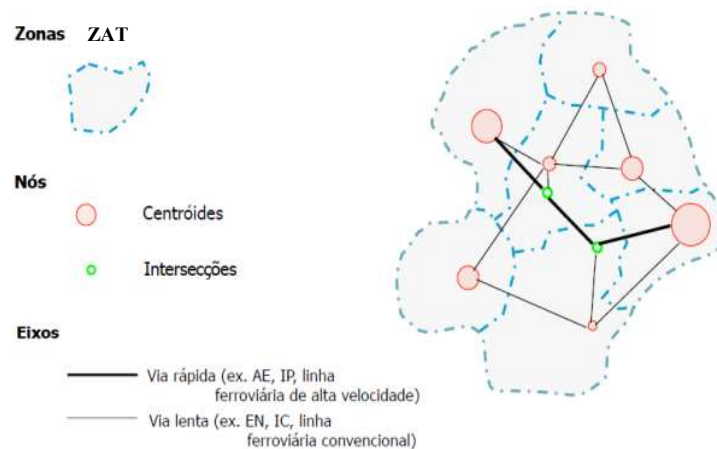 Zonas ZAT
Nós
Centróides
Intersecções
Eixos
Via rápida (ex. AE, IP, linha
ferroviária de alta velocidade)
Via lenta (ex. EN, IC, linha
ferroviária convencional)